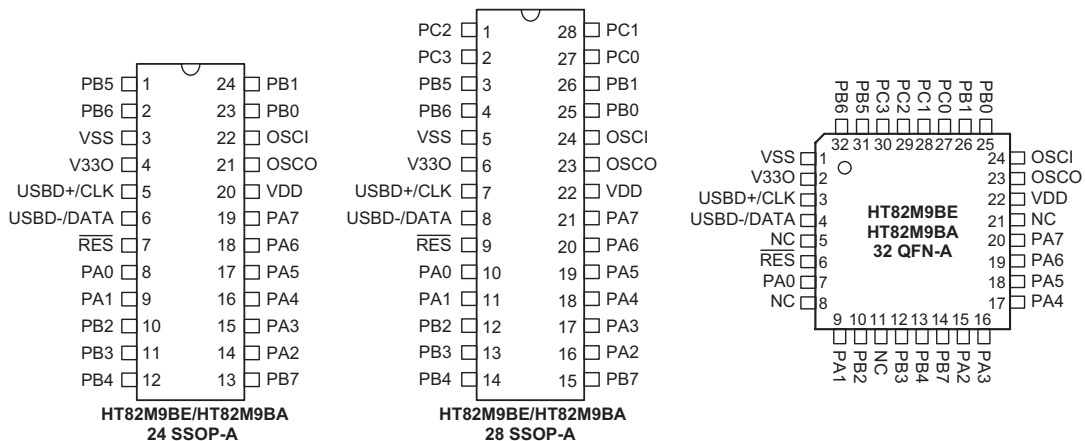 PB5 1 24 PB1
PB6 2 23 PB0
VSS 3 22 OSCI
V33O 4 21 OSCO
USBD+/CLK 5 20 VDD
USBD-/DATA 6 19 PA7
RES 7 18 PA6
PA0 8 17 PA5
PA1 9 16 PA4
PB2 10 15 PA3
PB3 11 14 PA2
PB4 12 13 PB7
HT82M9BE/HT82M9BA
24 SSOP-A
PC2 1 28 PC1
PC3 2 27 PC0
PB5 3 26 PB1
PB6 4 25 PB0
VSS 5 24 OSCI
V33O 6 23 OSCO
USBD+/CLK 7 22 VDD
USBD-/DATA 8 21 PA7
RES 9 20 PA6
PA0 10 19 PA5
PA1 11 18 PA4
PB2 12 17 PA3
PB3 13 16 PA2
PB4 14 15 PB7
HT82M9BE/HT82M9BA
28 SSOP-A
PB6 PB5 PC3 PC2 PC1 PC0 PB1 PB0
32 31 30 29 28 27 26 25
VSS 1 24 OSCI
V33O 2 23 OSCO
USBD+/CLK 3 22 VDD
USBD-/DATA 4 21 NC
NC 5 20 PA7
RES 6 19 PA6
PA0 7 18 PA5
NC 8 17 PA4
HT82M9BE
HT82M9BA
32 QFN-A
9 10 11 12 13 14 15 16
PA1 PB2 NC PB3 PB4 PB7 PA2 PA3